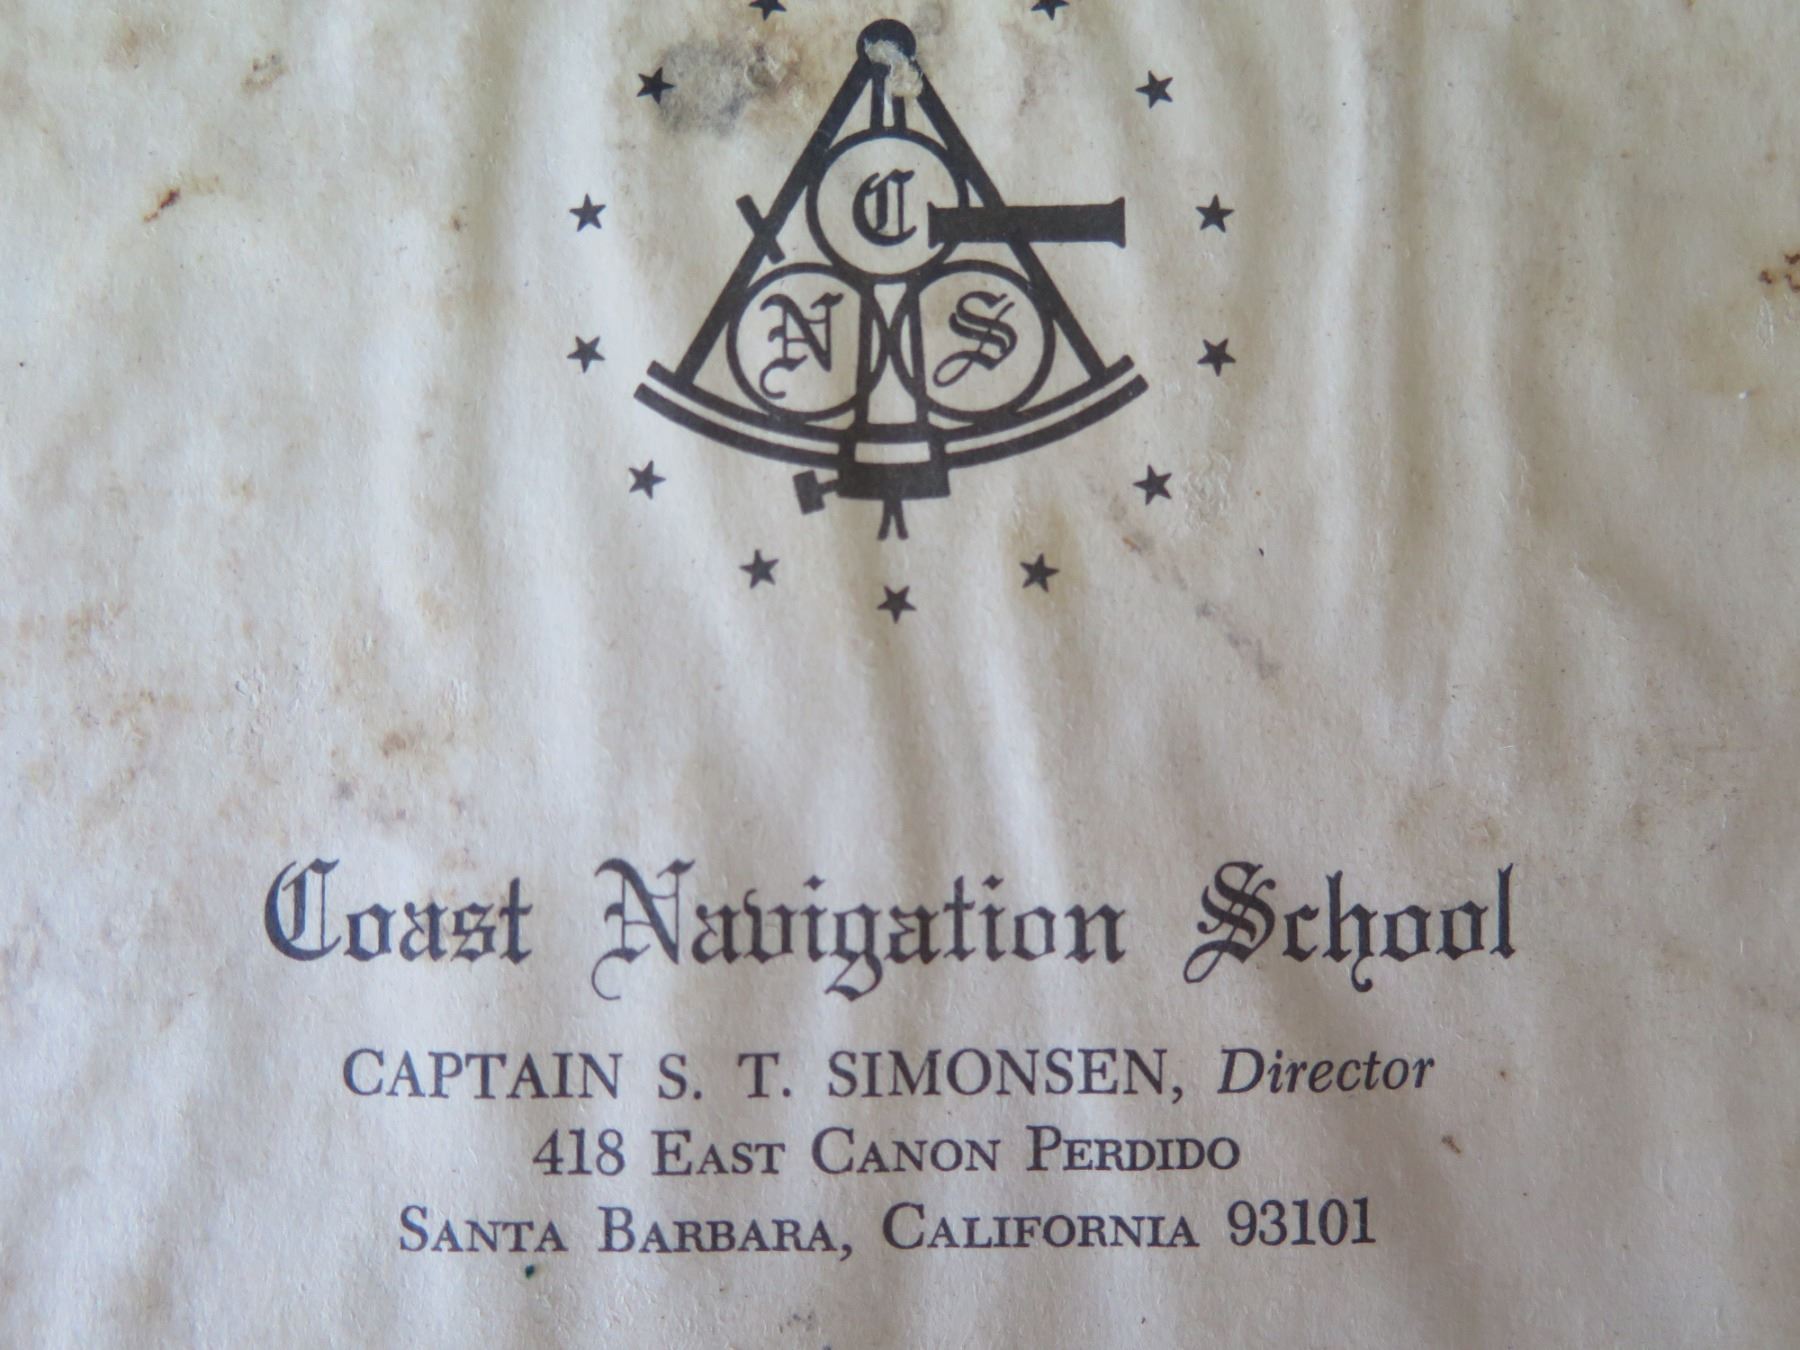 C
N S
Coast Navigation School
CAPTAIN S. T. SIMONSEN, Director
418 EAST CANON PERDIDO
SANTA BARBARA, CALIFORNIA 93101